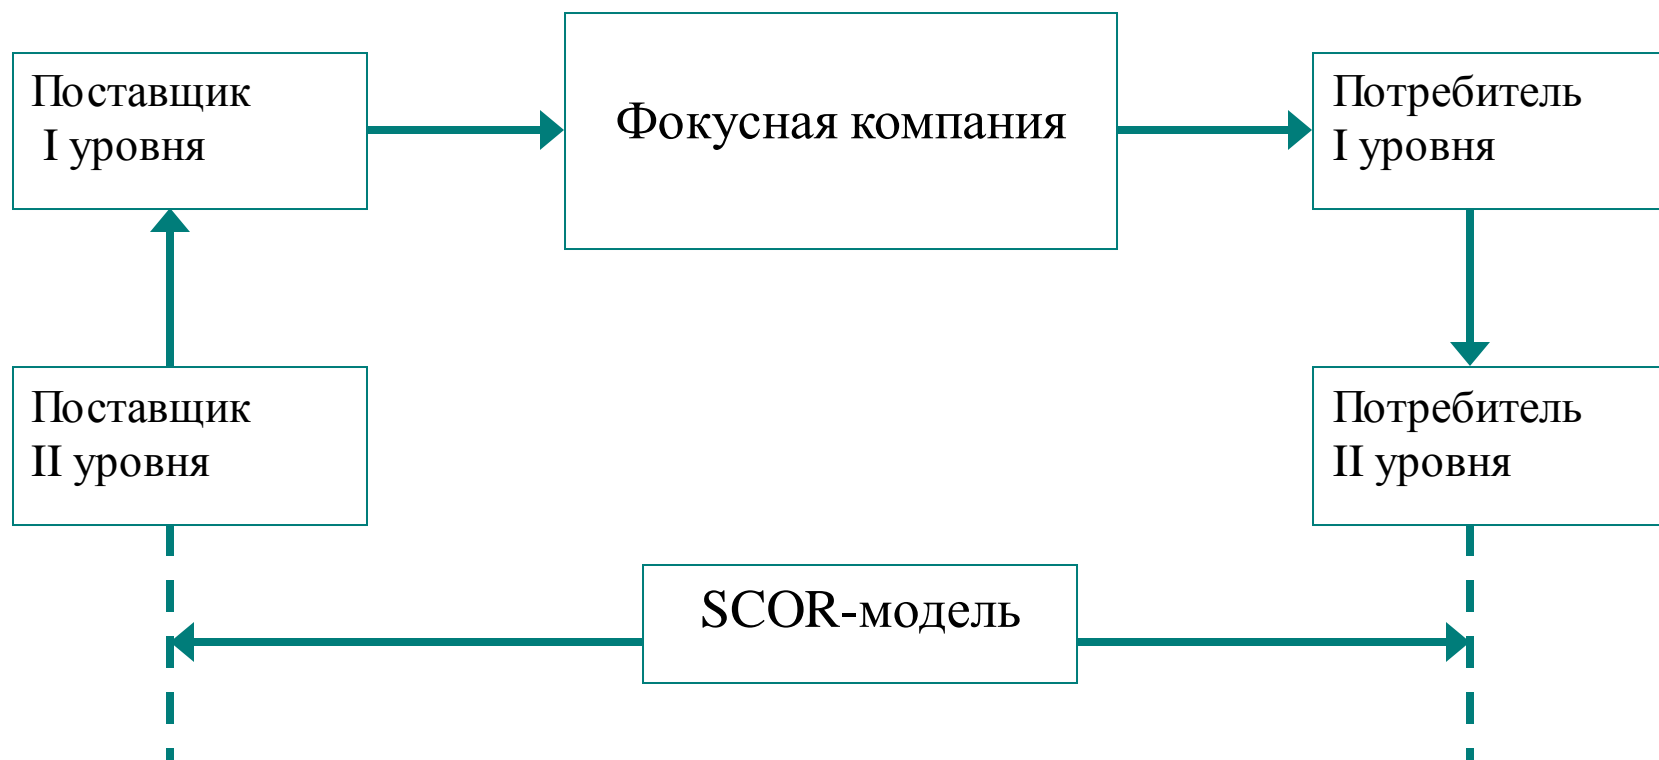 Поставщик
I уровня
Фокусная компания
Потребитель
I уровня
Поставщик
II уровня
Потребитель
II уровня
SCOR-модель